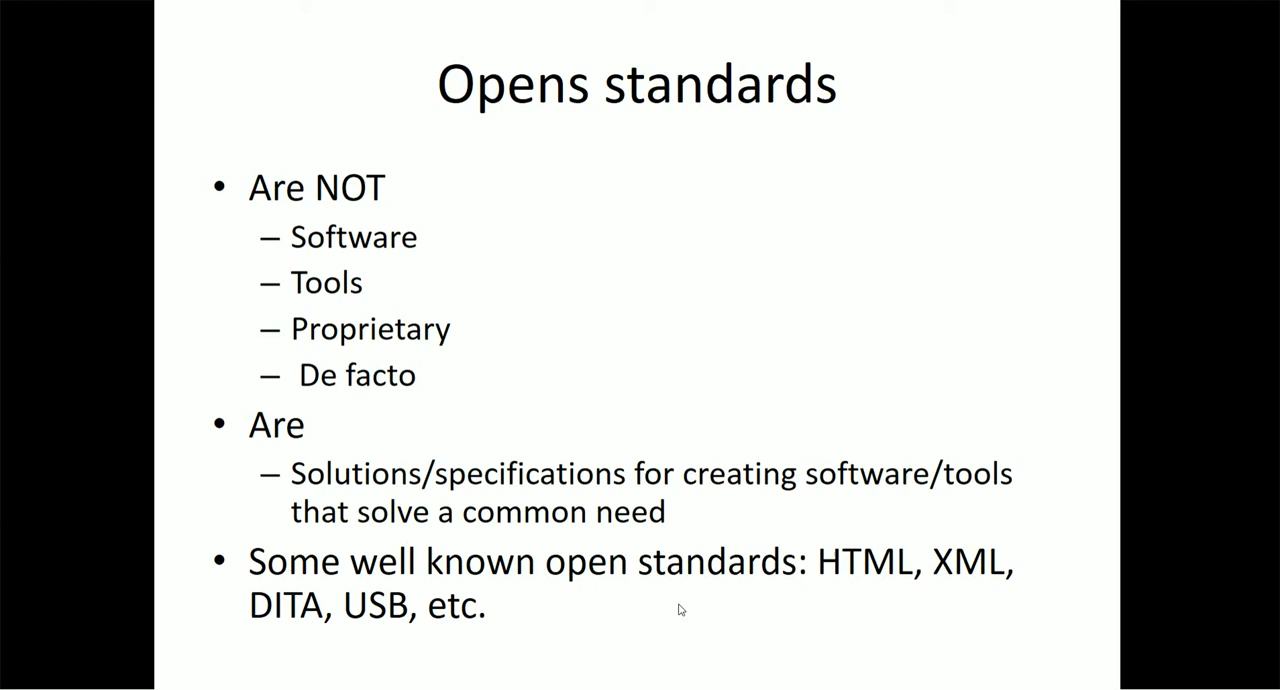 Opens standards
• Are NOT
– Software
– Tools
– Proprietary
– De facto
• Are
– Solutions/specifications for creating software/tools
that solve a common need
• Some well known open standards: HTML, XML,
DITA, USB, etc.